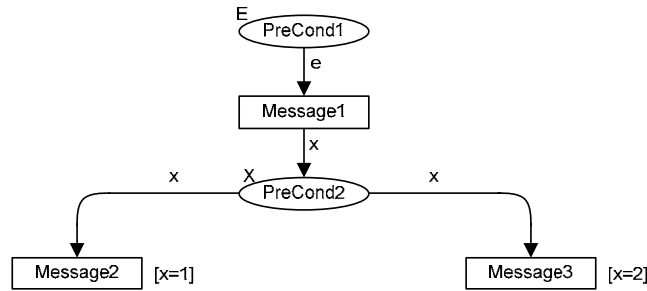 E
PreCond1
e
Message1
x
x X x
PreCond2
Message2 [x=1] Message3 [x=2]